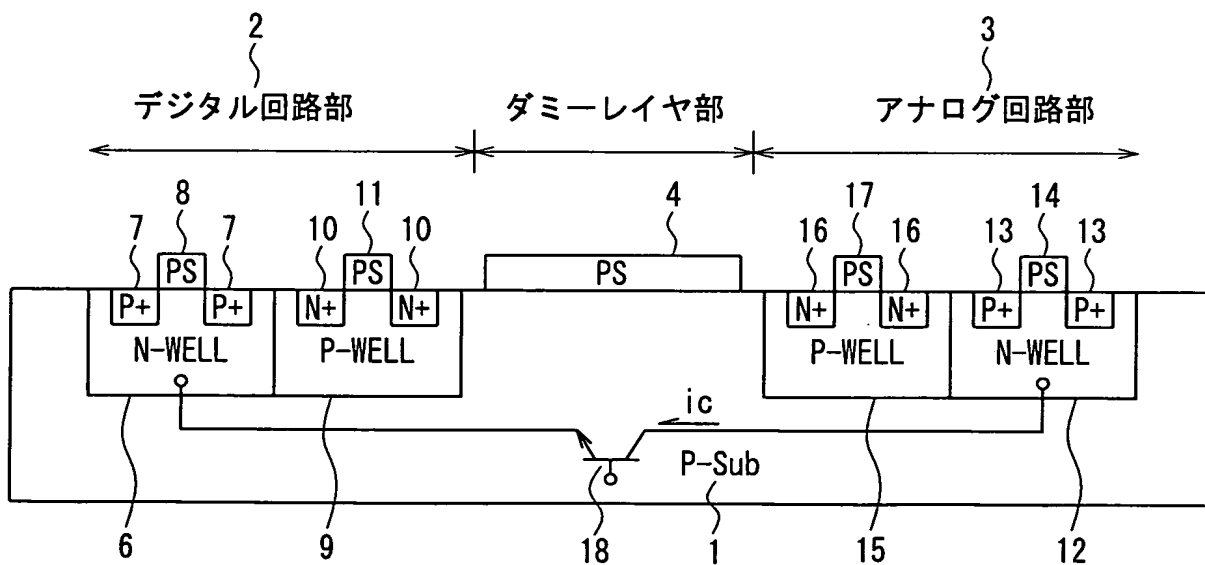 2 3
デジタル回路部 ダミーレイヤ部 アナログ回路部
8 11 4 17 14
7 7 10 10 16 16 13 13
PS PS PS PS PS
P+ P+ N+ N+ N+ N+ P+ P+
N-WELL P-WELL P-WELL N-WELL
ic
P-Sub
6 9 18 1 15 12